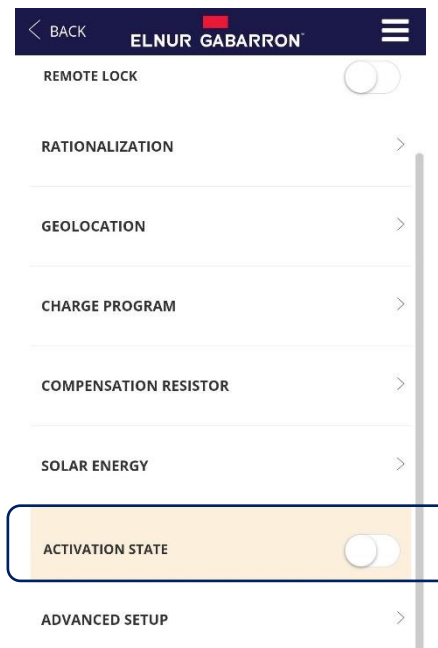 BACK
ELNUR GABARRON
REMOTE LOCK
RATIONALIZATION
GEOLOCATION
CHARGE PROGRAM
COMPENSATION RESISTOR
SOLAR ENERGY
ACTIVATION STATE
ADVANCED SETUP